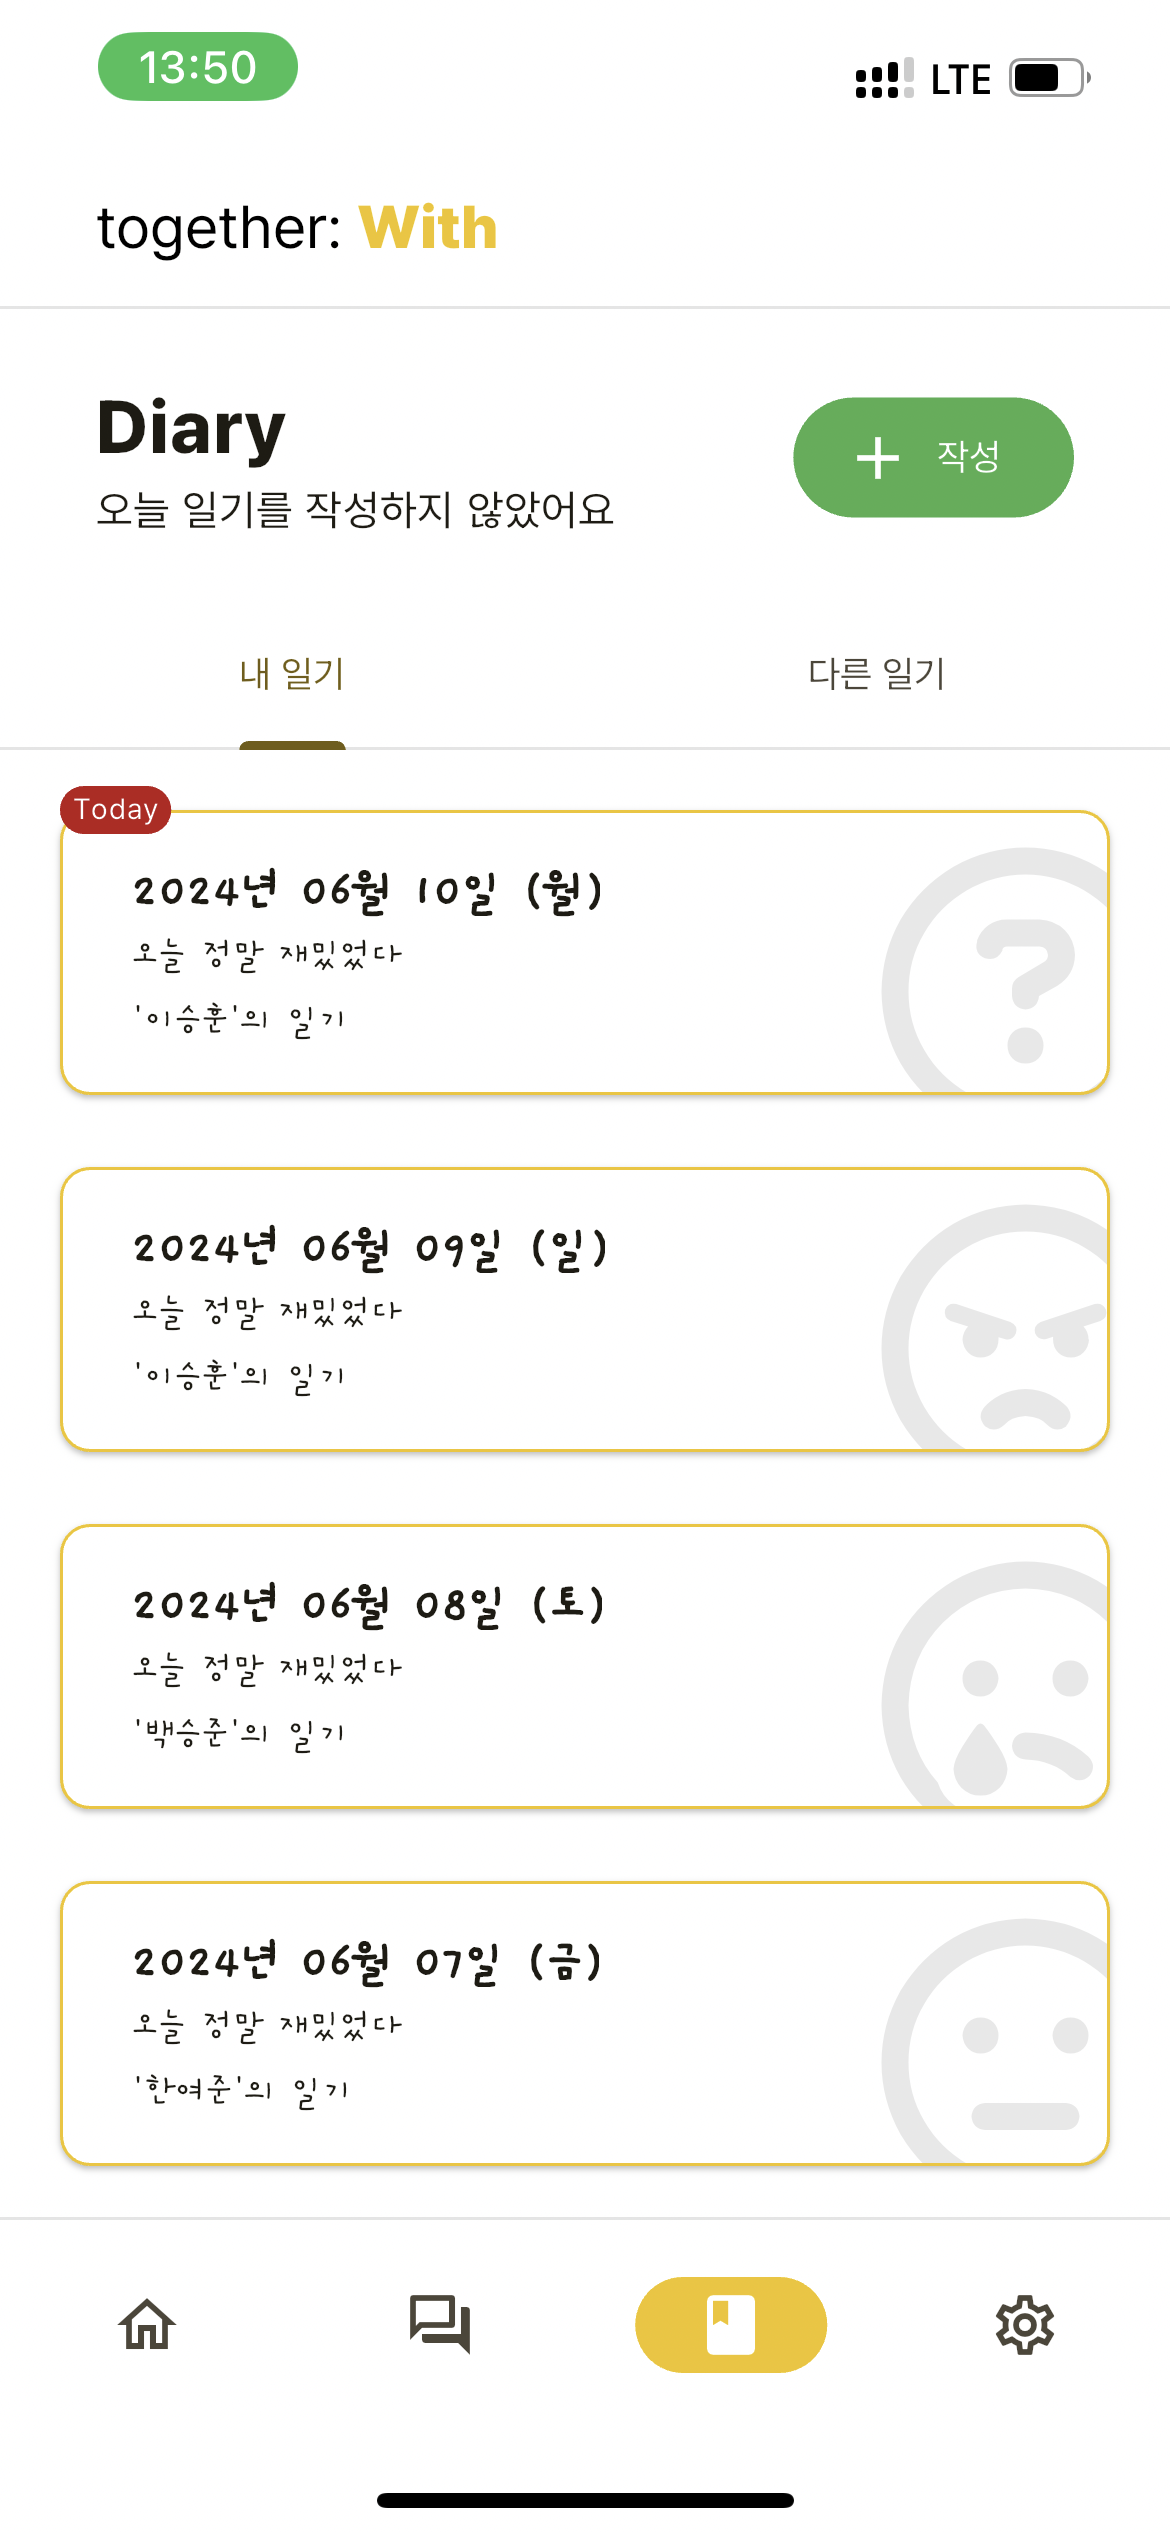 13:50
LTE
together: With
Diary
오늘 일기를 작성하지 않았어요
작성
내 일기
다른 일기
Today
2024년 06월 10일 (월)
오늘 정말 재밌었다
'이승훈'의 일기
2024년 06월 09일 (일)
오늘 정말 재밌었다
'이승훈'의 일기
2024년 06월 08일 (토)
오늘 정말 재밌었다
'백승준'의 일기
2024년 06월 07일 (금)
오늘 정말 재밌었다
'한여준'의 일기